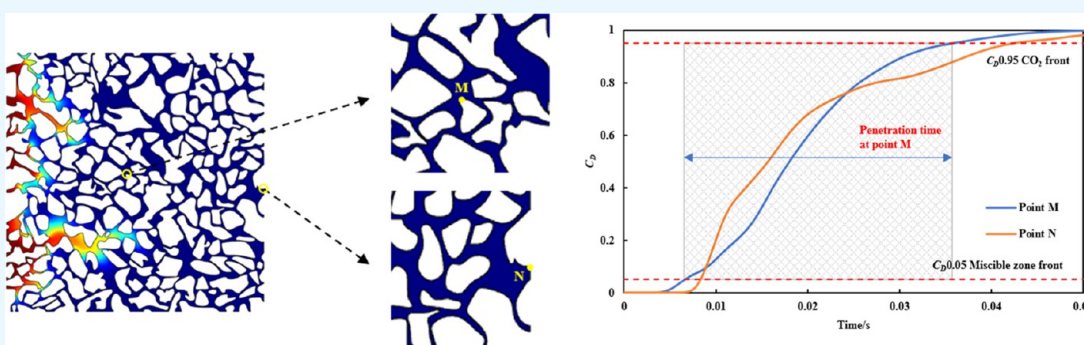 M
N
1
0.8
0.6
0.4
0.2
0
C_D
C_D0.95 CO₂ front
Penetration time
at point M
Point M
Point N
C_D0.05 Miscible zone front
0 0.01 0.02 0.03 0.04
Time/s